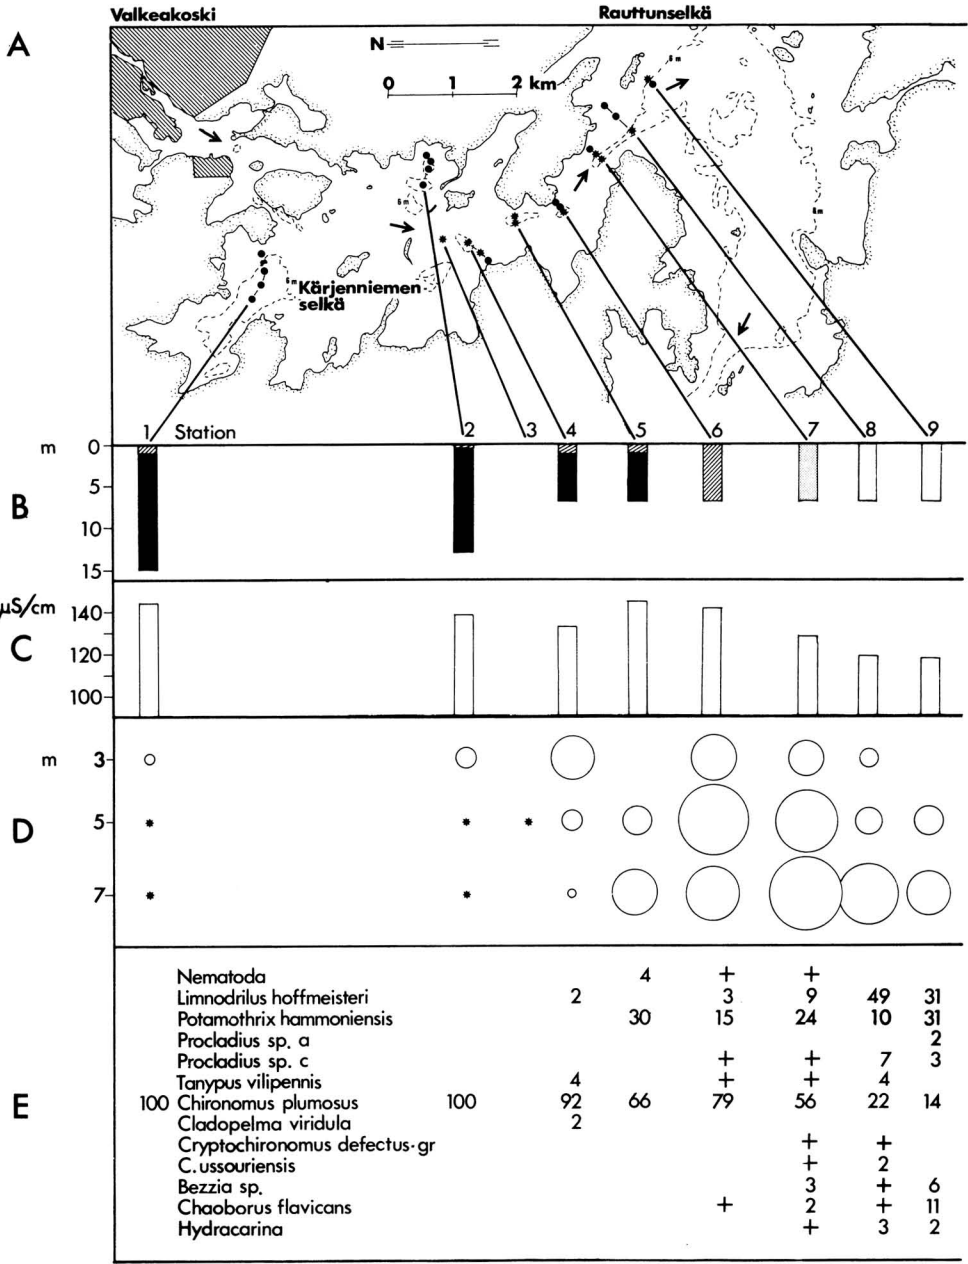 Valkeakoski Rauttunselkä
A
N
0 1 2 km
6 m
6 m
6 m
6 m Kärjenniemen-
selkä
1 Station 2 3 4 5 6 7 8 9
m 0
B
5
10
15
µS/cm
140
C
120
100
m 3
D
5
7
E
Nematoda 4 + +
Limnodrilus hoffmeisteri 2 3 9 49 31
Potamothrix hammoniensis 30 15 24 10 31
Procladius sp. a 2
Procladius sp. c + + 7 3
Tanypus vilipennis 4 + + 4
100 Chironomus plumosus 100 92 66 79 56 22 14
Cladopelma viridula 2
Cryptochironomus defectus-gr + +
C. ussouriensis + 2
Bezzia sp. 3 + 6
Chaoborus flavicans + 2 + 11
Hydracarina + 3 2